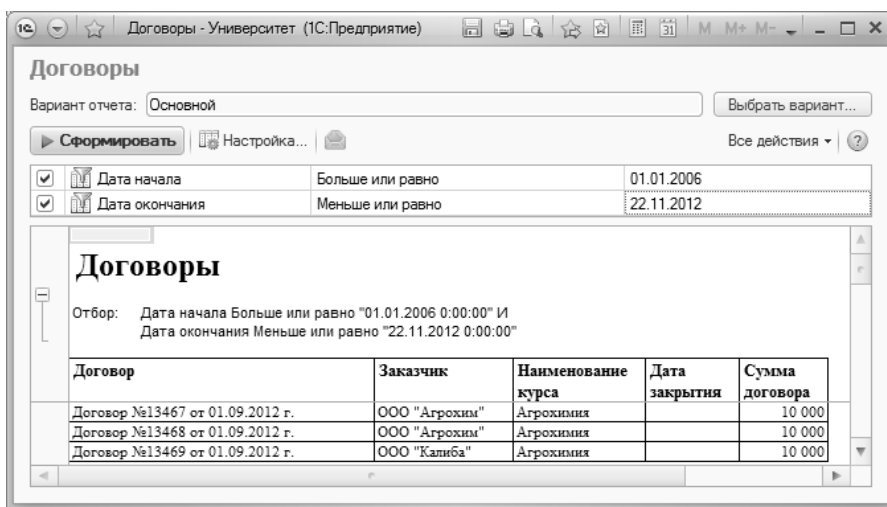 Договоры - Университет (1С:Предприятие)
M M+ M-
Договоры
Вариант отчета: Основной Выбрать вариант...
Сформировать Настройка... Все действия
Дата начала Больше или равно 01.01.2006
Дата окончания Меньше или равно 22.11.2012
Договоры
Отбор: Дата начала Больше или равно "01.01.2006 0:00:00" И
Дата окончания Меньше или равно "22.11.2012 0:00:00"
Договор Заказчик Наименование курса Дата закрытия Сумма договора
Договор №13467 от 01.09.2012 г. ООО "Агрохим" Агрохимия 10 000
Договор №13468 от 01.09.2012 г. ООО "Агрохим" Агрохимия 10 000
Договор №13469 от 01.09.2012 г. ООО "Калиба" Агрохимия 10 000